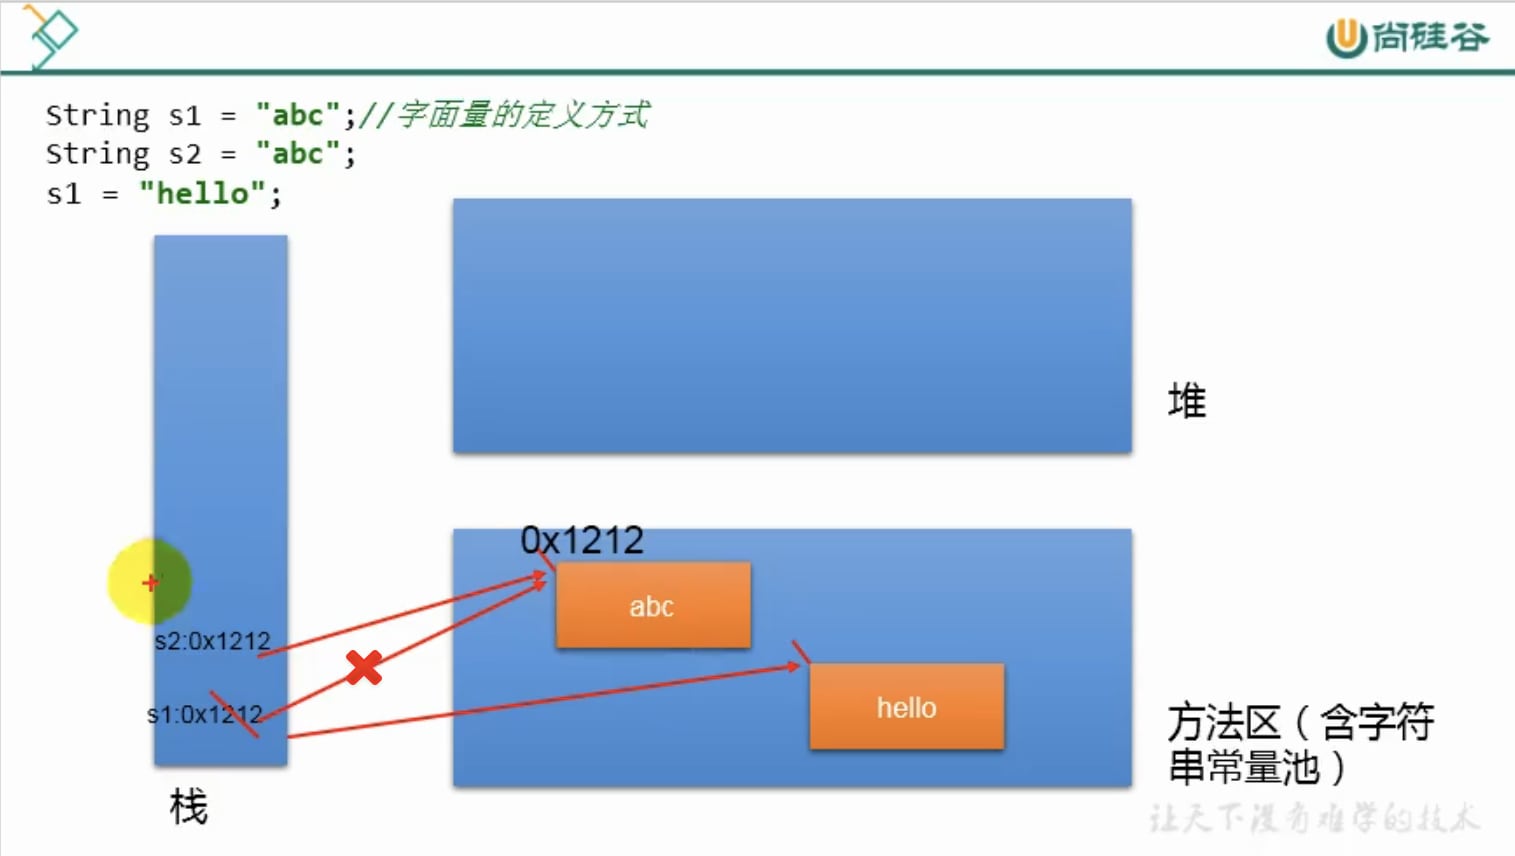 尚硅谷
String s1 = "abc";//字面量的定义方式
String s2 = "abc";
s1 = "hello";
堆
0x1212
abc
s2:0x1212
hello
s1:0x1212
方法区（含字符
串常量池）
栈
让天下没有难学的技术